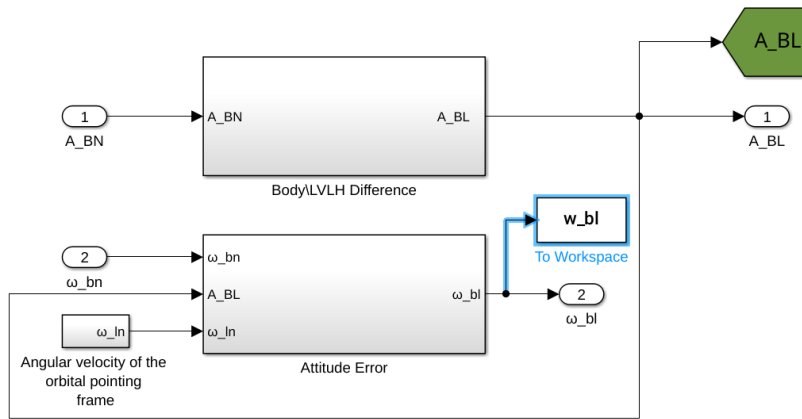 A_BL
1
A_BN
A_BN
A_BL
1
A_BL
Body\LVLH Difference
w_bl
To Workspace
2
ω_bn
ω_bn
A_BL
ω_ln
ω_bl
2
ω_bl
ω_ln
Angular velocity of the
orbital pointing
frame
Attitude Error